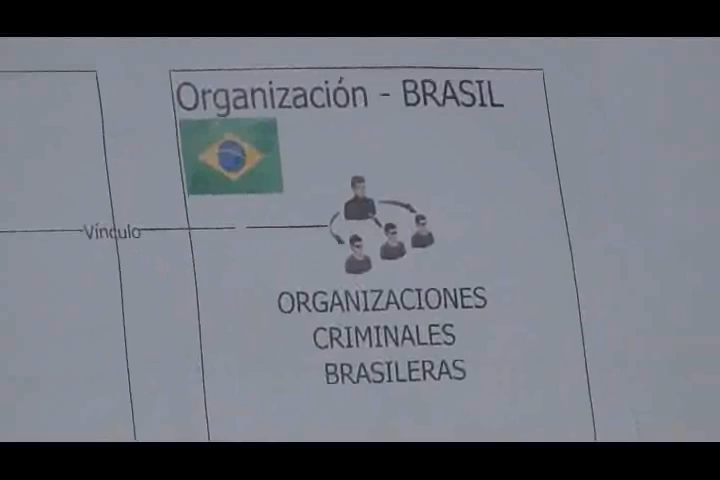 Organización - BRASIL
Vínculo
ORGANIZACIONES
CRIMINALES
BRASILERAS